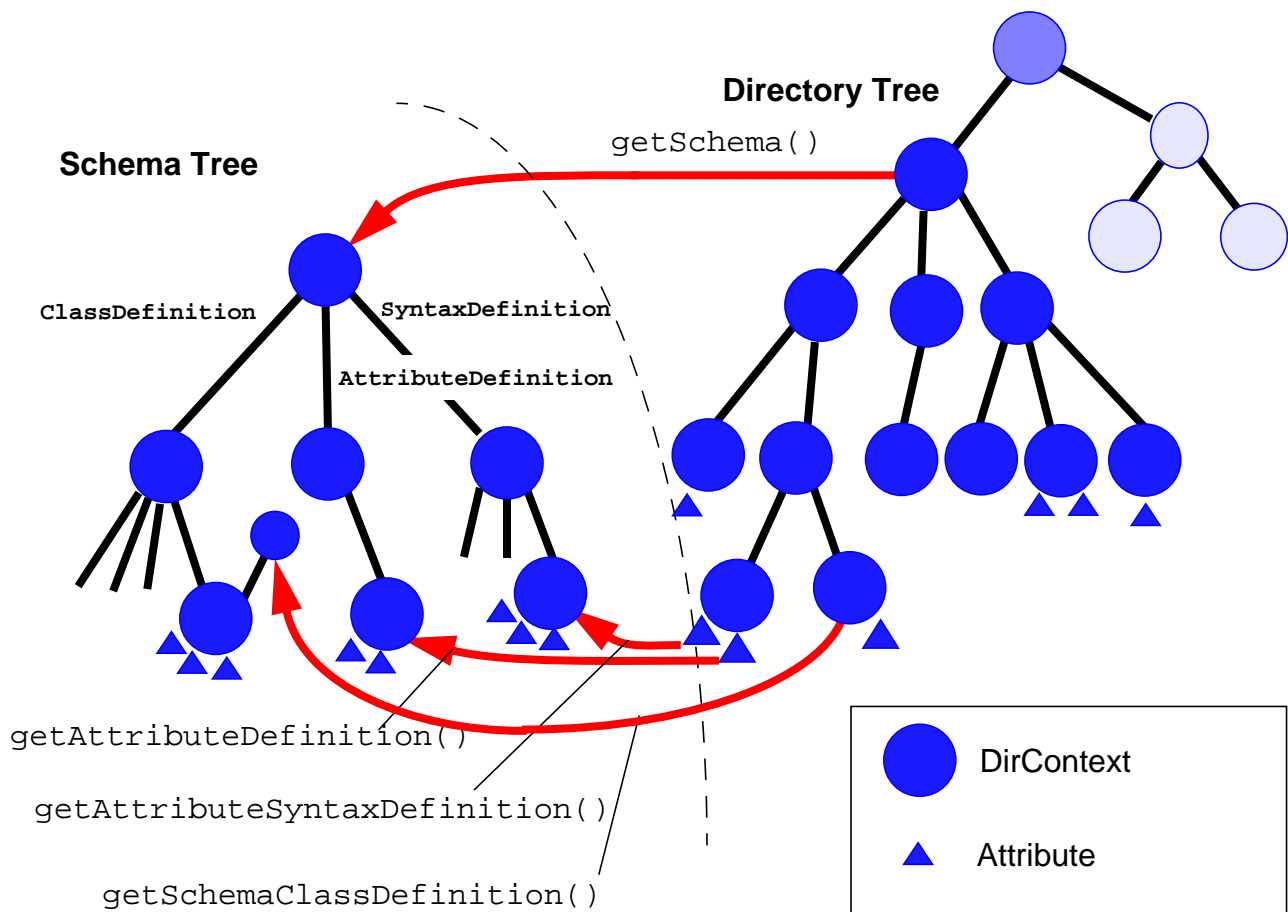 Directory Tree
getSchema()
Schema Tree
ClassDefinition
SyntaxDefinition
AttributeDefinition
getAttributeDefinition()
getAttributeSyntaxDefinition()
getSchemaClassDefinition()
DirContext
Attribute